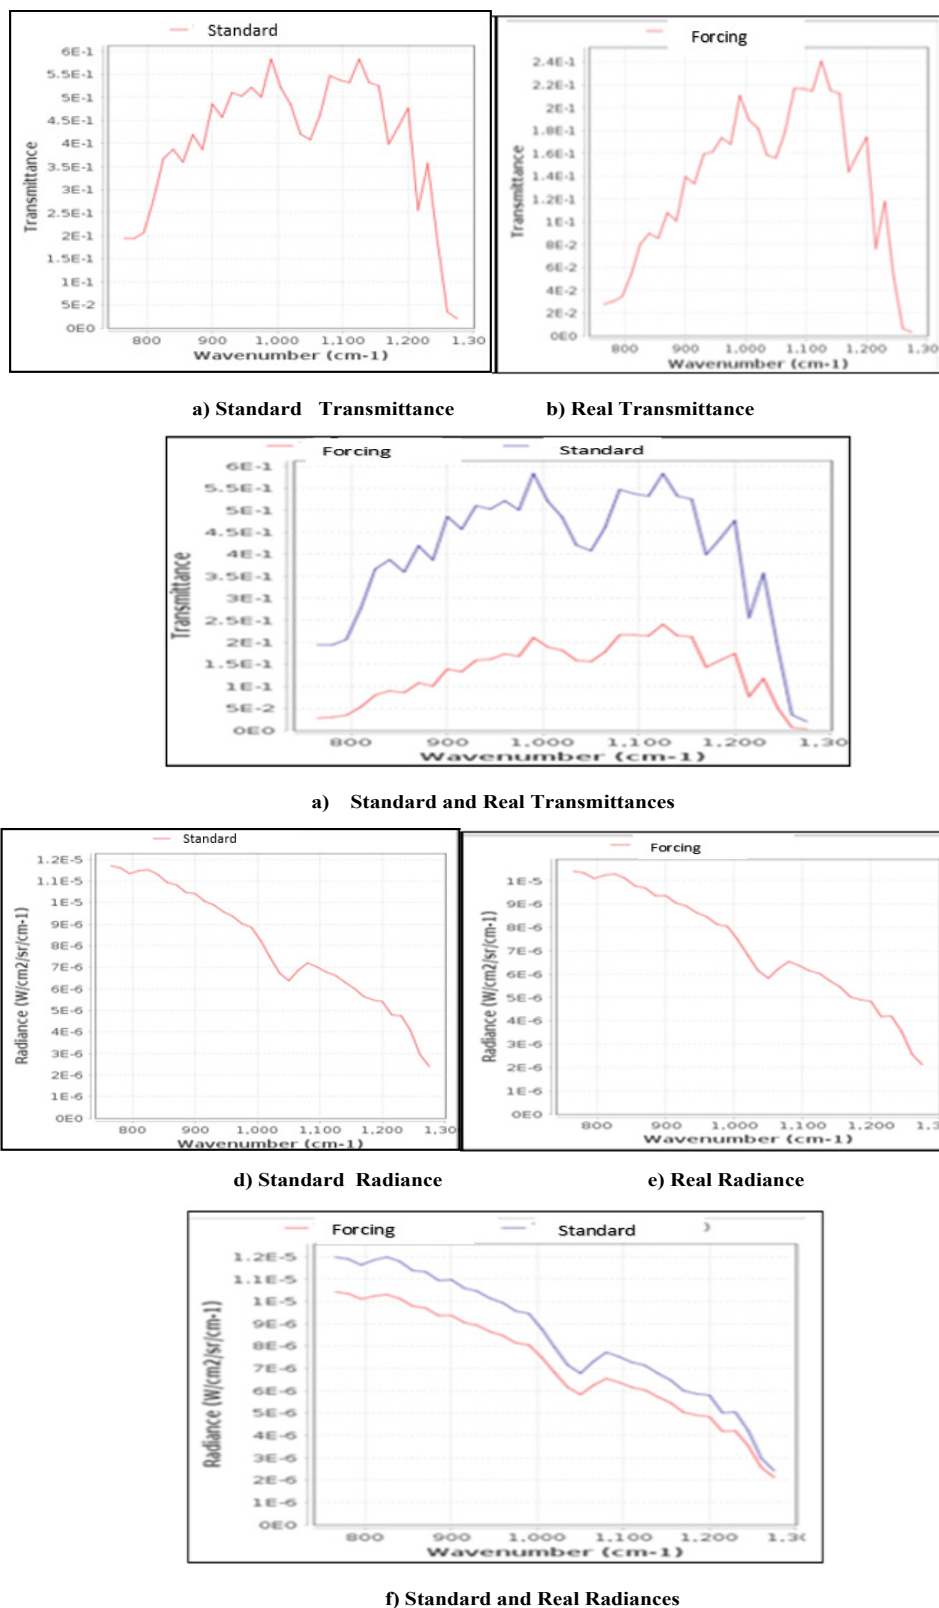 Standard
6E-1
5.5E-1
5E-1
4.5E-1
4E-1
3.5E-1
3E-1
2.5E-1
2E-1
1.5E-1
1E-1
5E-2
0E0
Transmittance
800 900 1,000 1,100 1,200 1,30
Wavenumber (cm-1)
Forcing
2.4E-1
2.2E-1
2E-1
1.8E-1
1.6E-1
1.4E-1
1.2E-1
1E-1
8E-2
6E-2
4E-2
2E-2
0E0
Transmittance
800 900 1,000 1,100 1,200 1,300
Wavenumber (cm-1)
a) Standard Transmittance
b) Real Transmittance
Forcing Standard
6E-1
5.5E-1
5E-1
4.5E-1
4E-1
3.5E-1
3E-1
2.5E-1
2E-1
1.5E-1
1E-1
5E-2
0E0
Transmittance
800 900 1,000 1,100 1,200 1,30
Wavenumber (cm-1)
a) Standard and Real Transmittances
Standard
1.2E-5
1.1E-5
1E-5
9E-6
8E-6
7E-6
6E-6
5E-6
4E-6
3E-6
2E-6
1E-6
0E0
Radiance (W/cm2/sr/cm-1)
800 900 1,000 1,100 1,200 1,30
Wavenumber (cm-1)
Forcing
1E-5
9E-6
8E-6
7E-6
6E-6
5E-6
4E-6
3E-6
2E-6
1E-6
0E0
Radiance (W/cm2/sr/cm-1)
800 900 1,000 1,100 1,200 1,30
Wavenumber (cm-1)
d) Standard Radiance
e) Real Radiance
Forcing Standard )
1.2E-5
1.1E-5
1E-5
9E-6
8E-6
7E-6
6E-6
5E-6
4E-6
3E-6
2E-6
1E-6
0E0
Radiance (W/cm2/sr/cm-1)
800 900 1,000 1,100 1,200 1,30
Wavenumber (cm-1)
f) Standard and Real Radiances